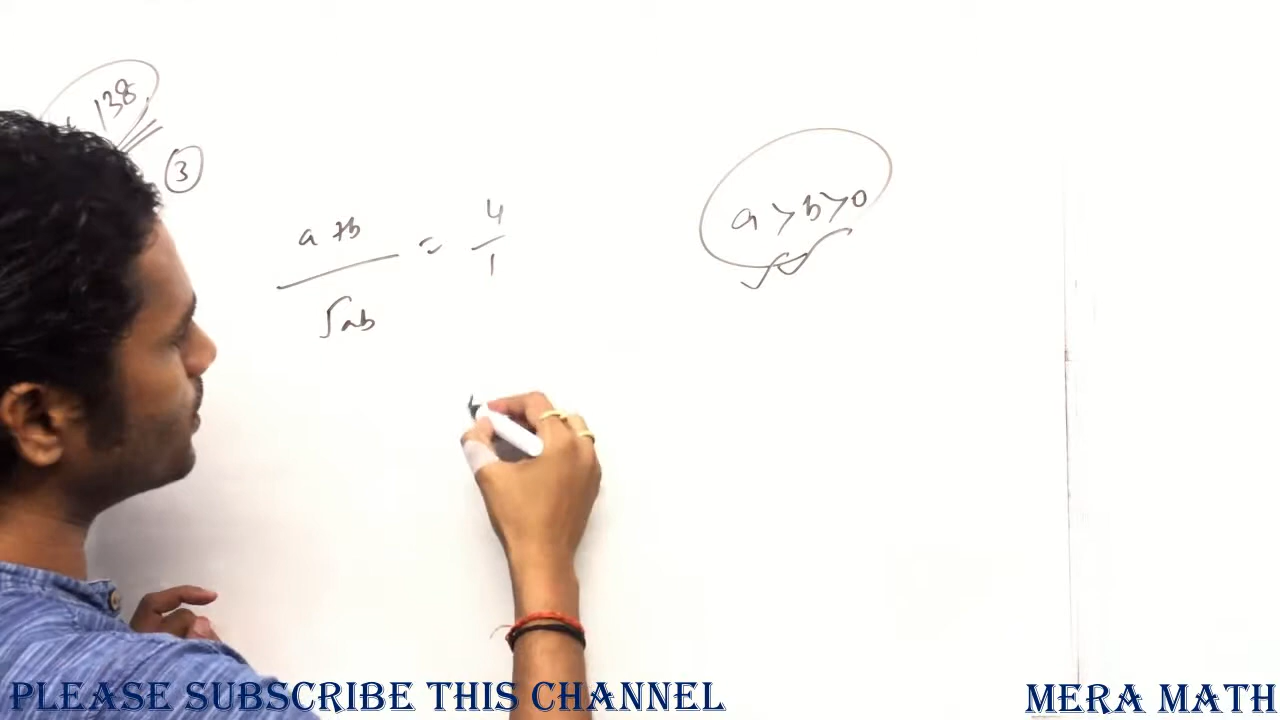 138
3
a+b / √ab = 4/1
a > b > 0
PLEASE SUBSCRIBE THIS CHANNEL
MERA MATH